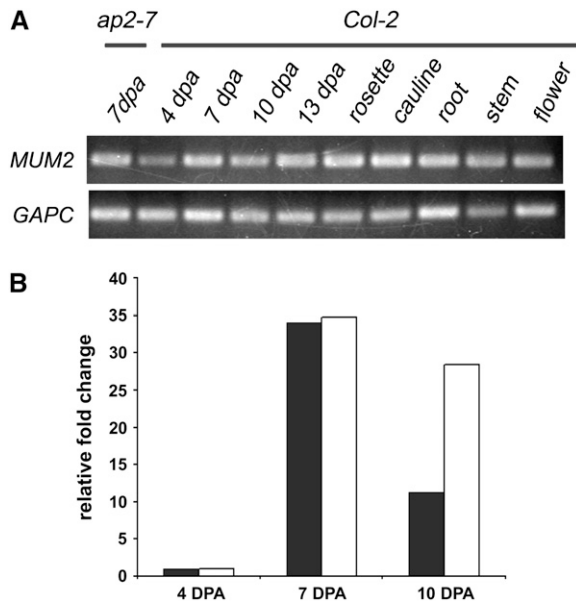 A
ap2-7 Col-2
7dpa 4 dpa 7 dpa 10 dpa 13 dpa rosette cauline root stem flower
MUM2
GAPC
B
relative fold change
40
35
30
25
20
15
10
5
0
4 DPA 7 DPA 10 DPA